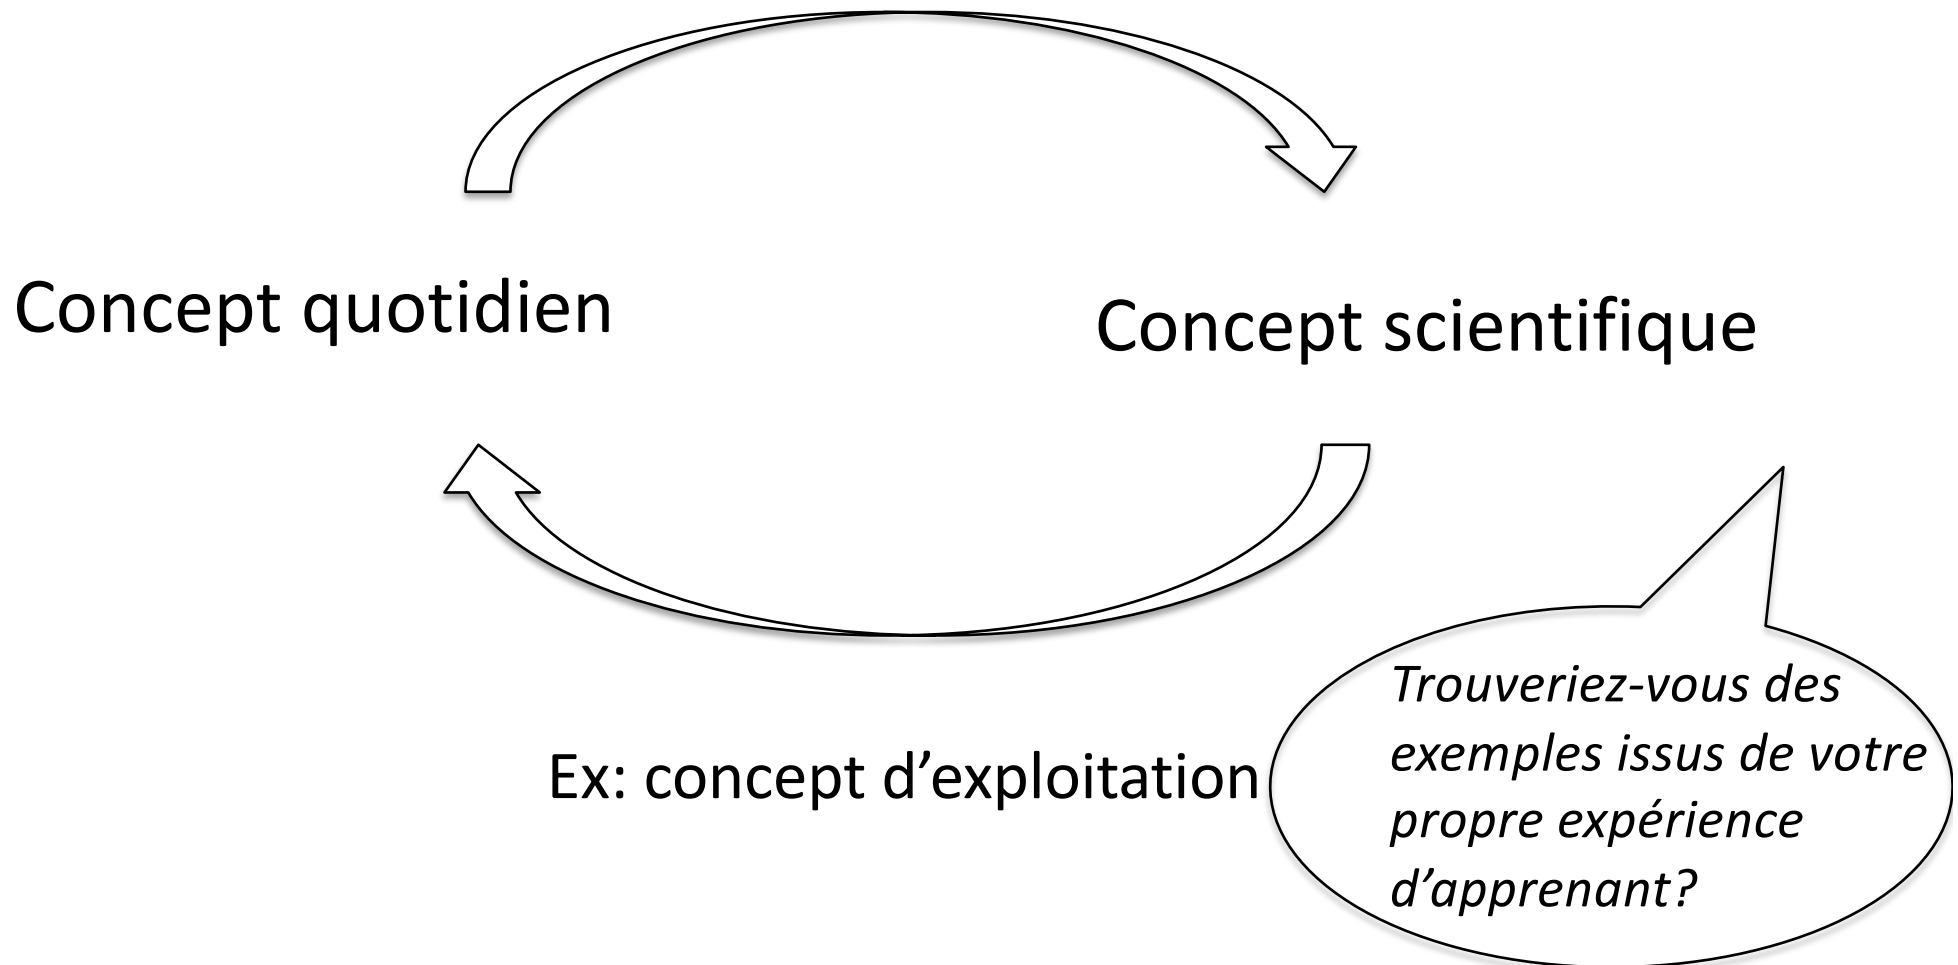 Concept quotidien
Concept scientifique
Ex: concept d’exploitation
Trouveriez-vous des
exemples issus de votre
propre expérience
d’apprenant?